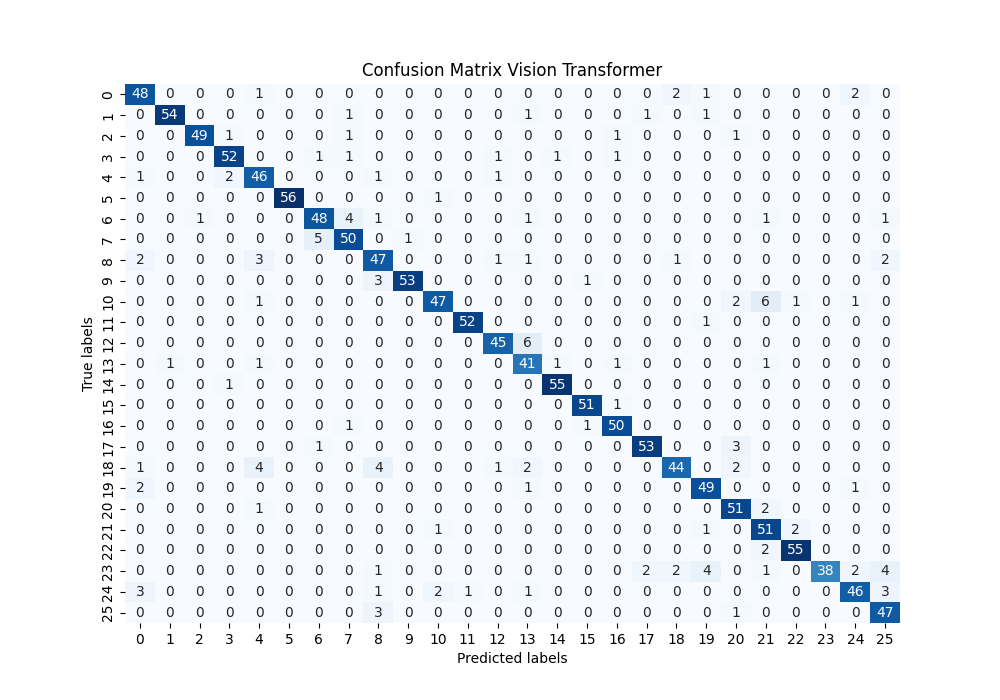 Confusion Matrix Vision Transformer
0 48 0 0 0 1 0 0 0 0 0 0 0 0 0 0 0 0 0 2 1 0 0 0 0 2 0
1 0 54 0 0 0 0 0 1 0 0 0 0 0 1 0 0 0 1 0 1 0 0 0 0 0 0
2 0 0 49 1 0 0 0 1 0 0 0 0 0 0 0 0 1 0 0 0 1 0 0 0 0 0
3 0 0 0 52 0 0 1 1 0 0 0 0 1 0 1 0 1 0 0 0 0 0 0 0 0 0
4 1 0 0 2 46 0 0 0 1 0 0 0 1 0 0 0 0 0 0 0 0 0 0 0 0 0
5 0 0 0 0 0 56 0 0 0 0 1 0 0 0 0 0 0 0 0 0 0 0 0 0 0 0
6 0 0 1 0 0 0 48 4 1 0 0 0 0 1 0 0 0 0 0 0 0 1 0 0 0 1
7 0 0 0 0 0 0 5 50 0 1 0 0 0 0 0 0 0 0 0 0 0 0 0 0 0 0
8 2 0 0 0 3 0 0 0 47 0 0 0 1 1 0 0 0 0 1 0 0 0 0 0 0 2
9 0 0 0 0 0 0 0 0 3 53 0 0 0 0 0 1 0 0 0 0 0 0 0 0 0 0
10 0 0 0 0 1 0 0 0 0 0 47 0 0 0 0 0 0 0 0 0 2 6 1 0 1 0
11 0 0 0 0 0 0 0 0 0 0 0 52 0 0 0 0 0 0 0 1 0 0 0 0 0 0
12 0 0 0 0 0 0 0 0 0 0 0 0 45 6 0 0 0 0 0 0 0 0 0 0 0 0
13 0 1 0 0 1 0 0 0 0 0 0 0 0 41 1 0 1 0 0 0 0 1 0 0 0 0
14 0 0 0 1 0 0 0 0 0 0 0 0 0 0 55 0 0 0 0 0 0 0 0 0 0 0
15 0 0 0 0 0 0 0 0 0 0 0 0 0 0 0 51 1 0 0 0 0 0 0 0 0 0
16 0 0 0 0 0 0 0 1 0 0 0 0 0 0 0 1 50 0 0 0 0 0 0 0 0 0
17 0 0 0 0 0 0 1 0 0 0 0 0 0 0 0 0 0 53 0 0 3 0 0 0 0 0
18 1 0 0 0 4 0 0 0 4 0 0 0 1 2 0 0 0 0 44 0 2 0 0 0 0 0
19 2 0 0 0 0 0 0 0 0 0 0 0 0 1 0 0 0 0 0 49 0 0 0 0 1 0
20 0 0 0 0 1 0 0 0 0 0 0 0 0 0 0 0 0 0 0 0 51 2 0 0 0 0
21 0 0 0 0 0 0 0 0 0 0 1 0 0 0 0 0 0 0 0 1 0 51 2 0 0 0
22 0 0 0 0 0 0 0 0 0 0 0 0 0 0 0 0 0 0 0 0 0 2 55 0 0 0
23 0 0 0 0 0 0 0 0 1 0 0 0 0 0 0 0 0 2 2 4 0 1 0 38 2 4
24 3 0 0 0 0 0 0 0 1 0 2 1 0 1 0 0 0 0 0 0 0 0 0 0 46 3
25 0 0 0 0 0 0 0 0 3 0 0 0 0 0 0 0 0 0 0 0 1 0 0 0 0 47
True labels
0 1 2 3 4 5 6 7 8 9 10 11 12 13 14 15 16 17 18 19 20 21 22 23 24 25
Predicted labels